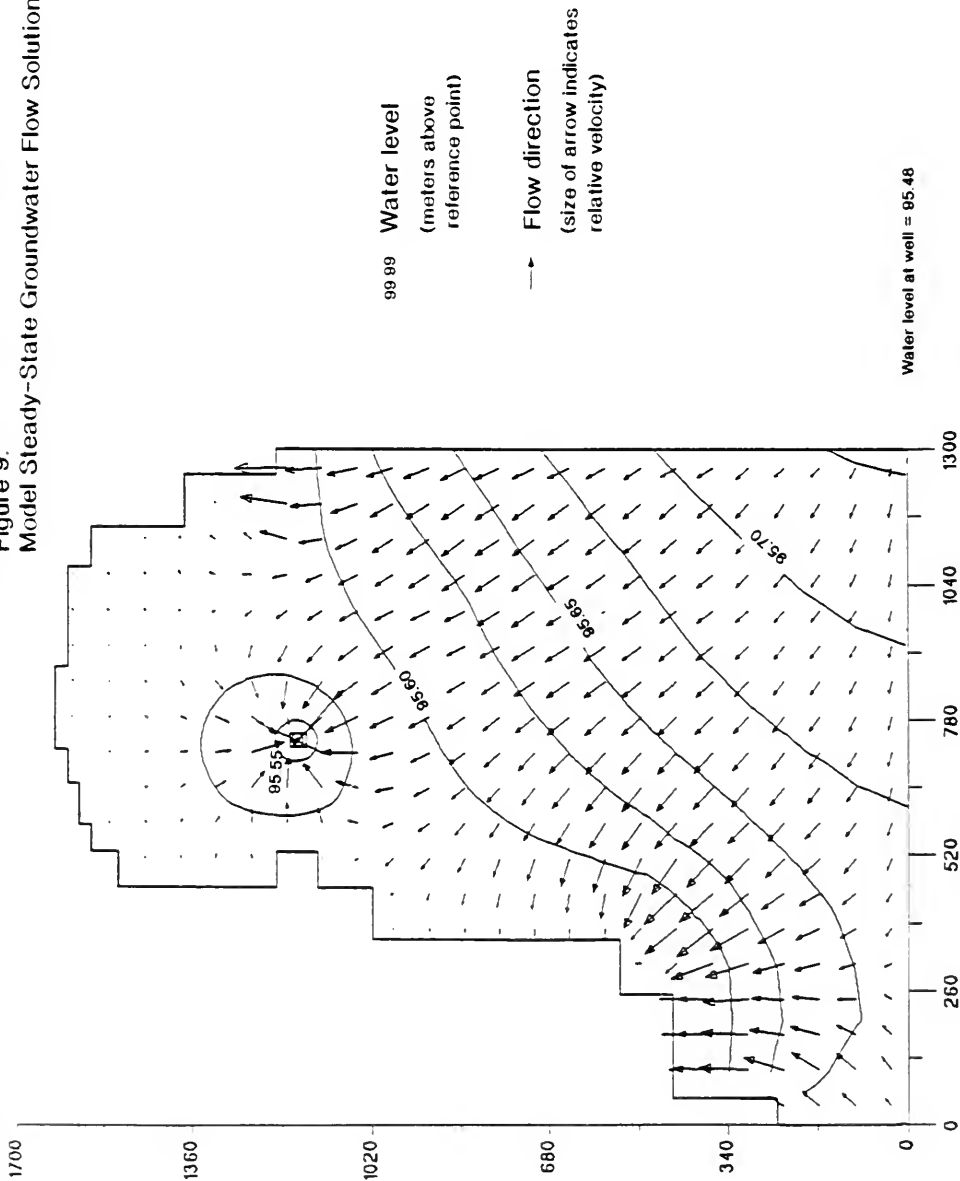 Figure 9.
Model Steady-State Groundwater Flow Solution
99 99 Water level
(meters above
reference point)
Flow direction
(size of arrow indicates
relative velocity)
Water level at well = 95.48
95.60
95.65
95.70
95 55
1700
1360
1020
680
340
0
0
260
520
780
1040
1300